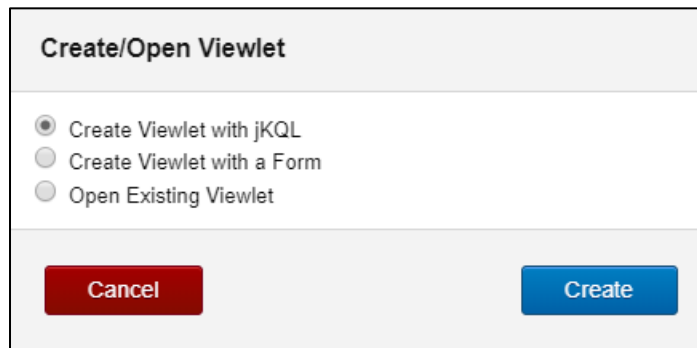 Create/Open Viewlet
Create Viewlet with jKQL
Create Viewlet with a Form
Open Existing Viewlet
Cancel
Create